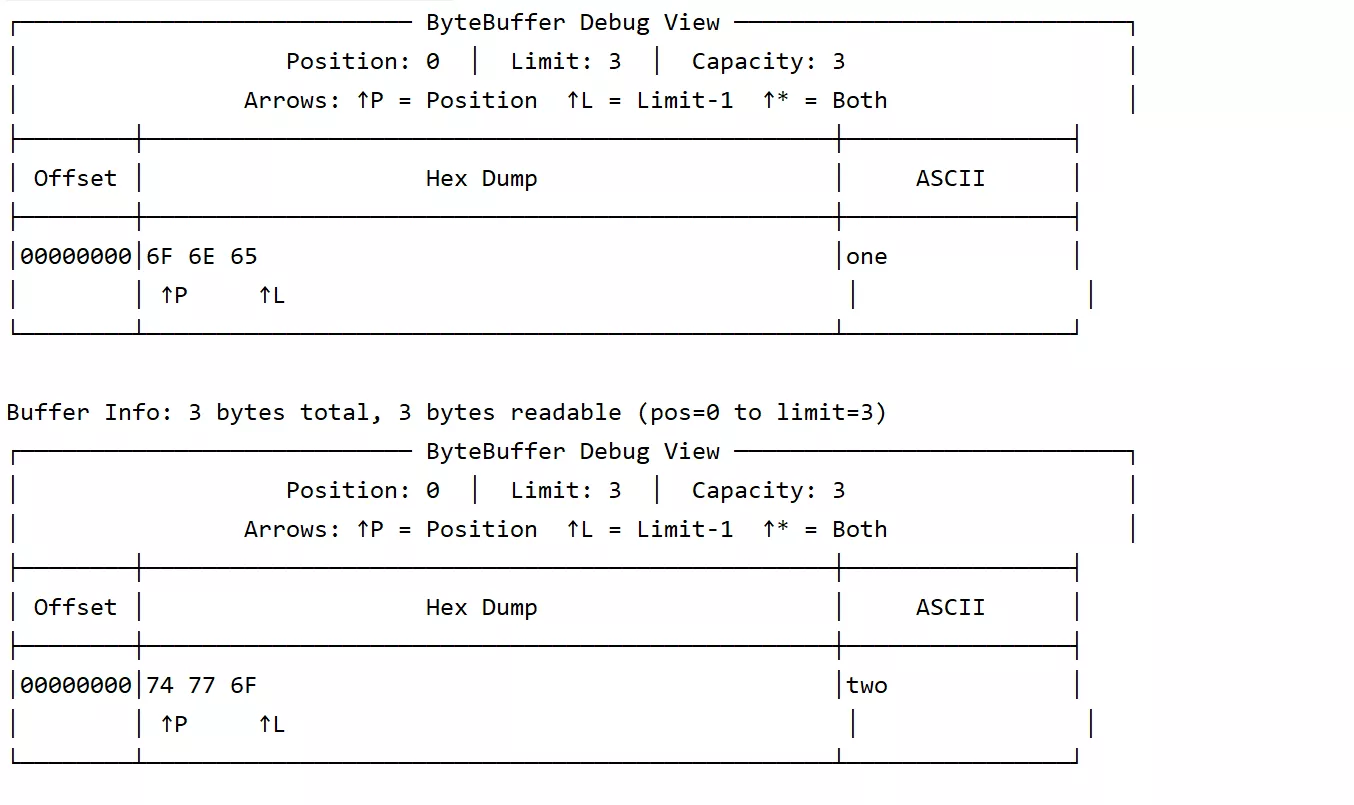 ByteBuffer Debug View
Position: 0 │ Limit: 3 │ Capacity: 3
Arrows: ↑P = Position ↑L = Limit-1 ↑* = Both
│ Offset │ Hex Dump │ ASCII │
│00000000│6F 6E 65 │one │
│ │ ↑P ↑L │ │
Buffer Info: 3 bytes total, 3 bytes readable (pos=0 to limit=3)
ByteBuffer Debug View
Position: 0 │ Limit: 3 │ Capacity: 3
Arrows: ↑P = Position ↑L = Limit-1 ↑* = Both
│ Offset │ Hex Dump │ ASCII │
│00000000│74 77 6F │two │
│ │ ↑P ↑L │ │